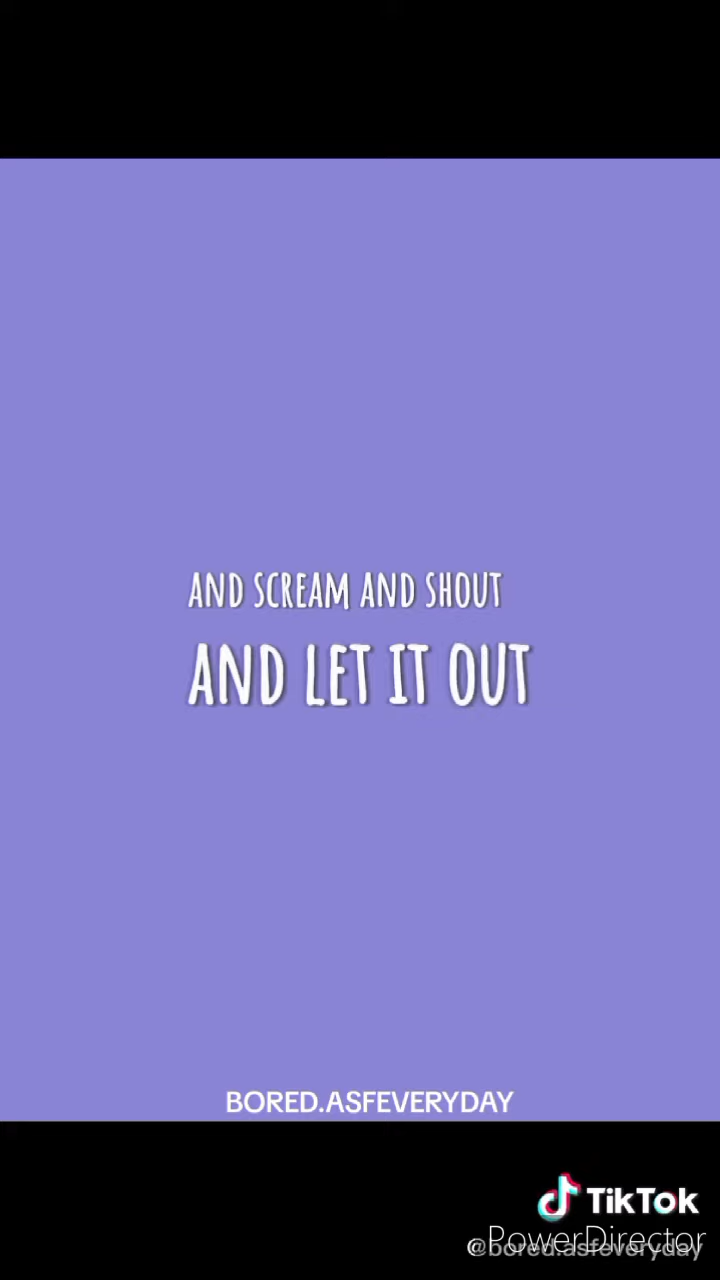 AND SCREAM AND SHOUT
AND LET IT OUT
BORED.ASFEVERYDAY
TikTok
PowerDirector
@bored.asfeveryday